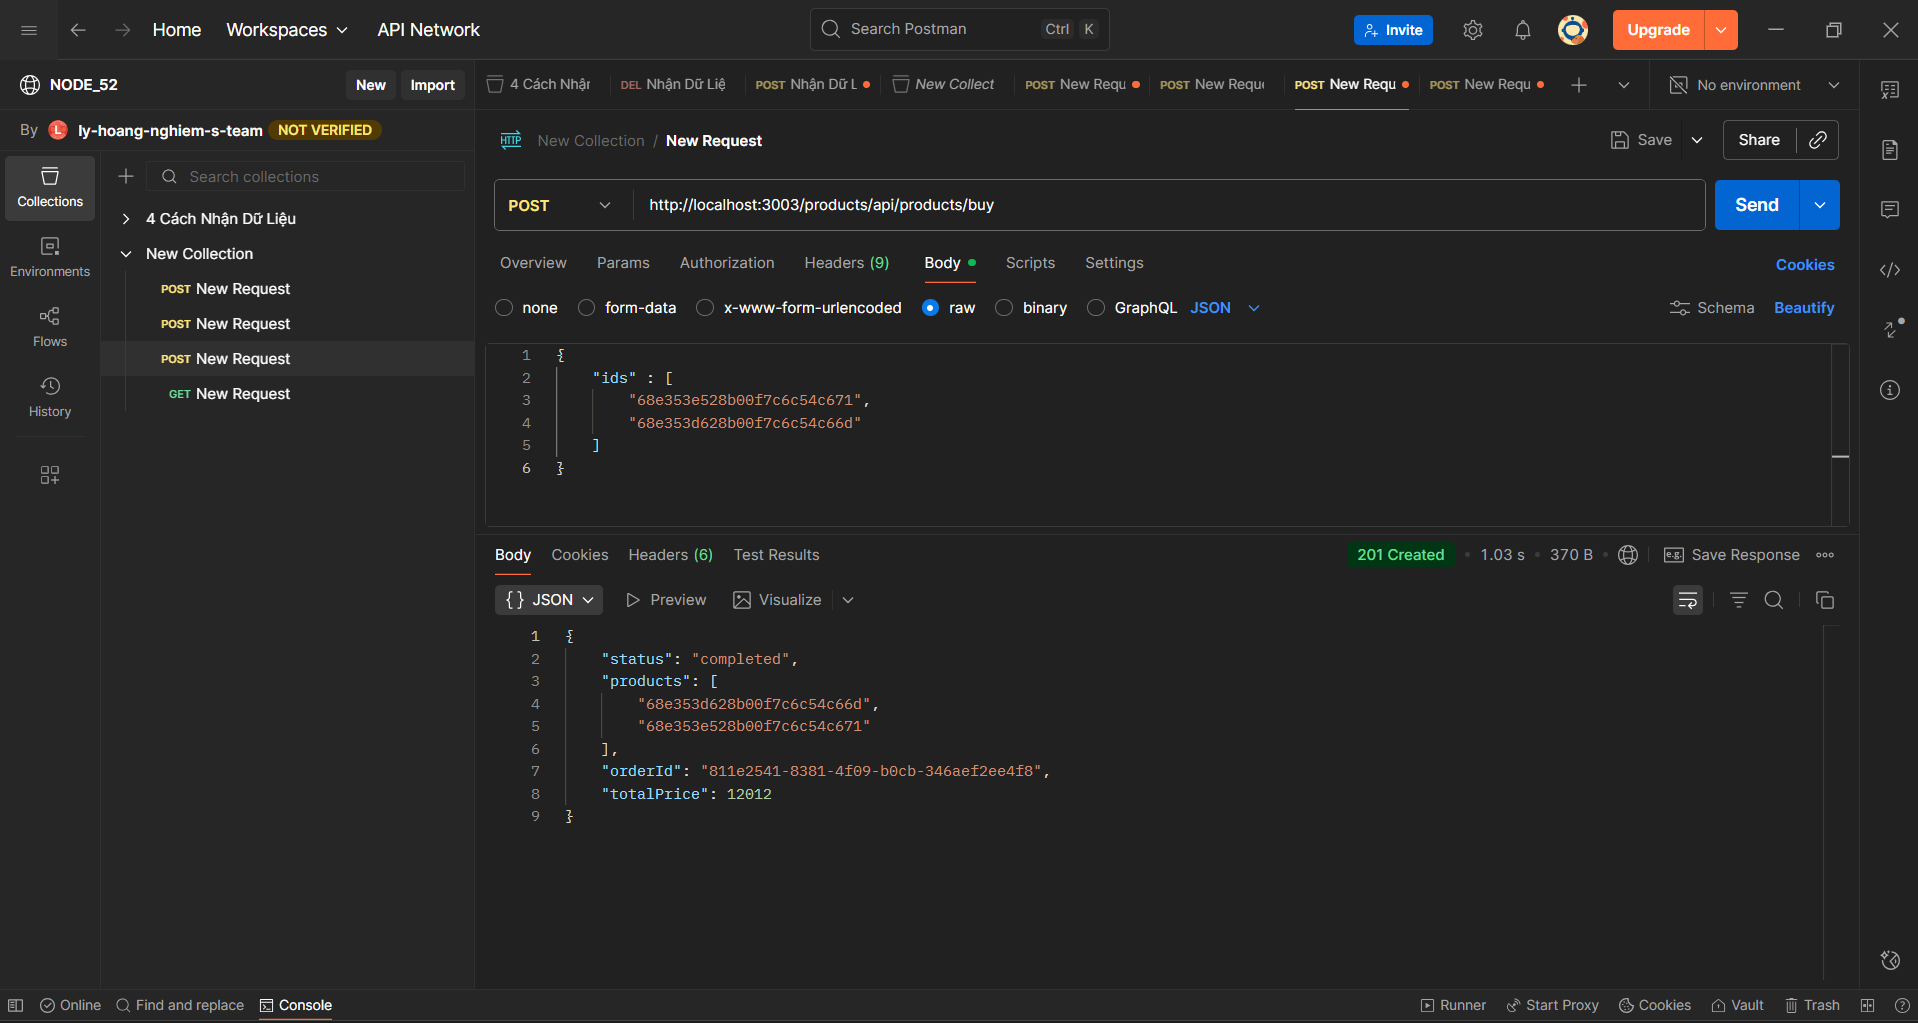 Home Workspaces API Network Search Postman Ctrl K Invite Upgrade
NODE_52 New Import
4 Cách Nhận DEL Nhận Dữ Liệ POST Nhận Dữ L New Collect POST New Requ POST New Reque POST New Requ POST New Requ No environment
By L ly-hoang-nghiem-s-team NOT VERIFIED
HTTP New Collection / New Request Save Share
Collections
Environments
Flows
History
Search collections
4 Cách Nhận Dữ Liệu
New Collection
POST New Request
POST New Request
POST New Request
GET New Request
POST http://localhost:3003/products/api/products/buy Send
Overview Params Authorization Headers (9) Body Scripts Settings Cookies
none form-data x-www-form-urlencoded raw binary GraphQL JSON Schema Beautify
1 {
2 "ids" : [
3 "68e353e528b00f7c6c54c671",
4 "68e353d628b00f7c6c54c66d"
5 ]
6 }
Body Cookies Headers (6) Test Results 201 Created • 1.03 s • 370 B • e.g. Save Response
{} JSON Preview Visualize
1 {
2 "status": "completed",
3 "products": [
4 "68e353d628b00f7c6c54c66d",
5 "68e353e528b00f7c6c54c671"
6 ],
7 "orderId": "811e2541-8381-4f09-b0cb-346aef2ee4f8",
8 "totalPrice": 12012
9 }
Online Find and replace Console Runner Start Proxy Cookies Vault Trash